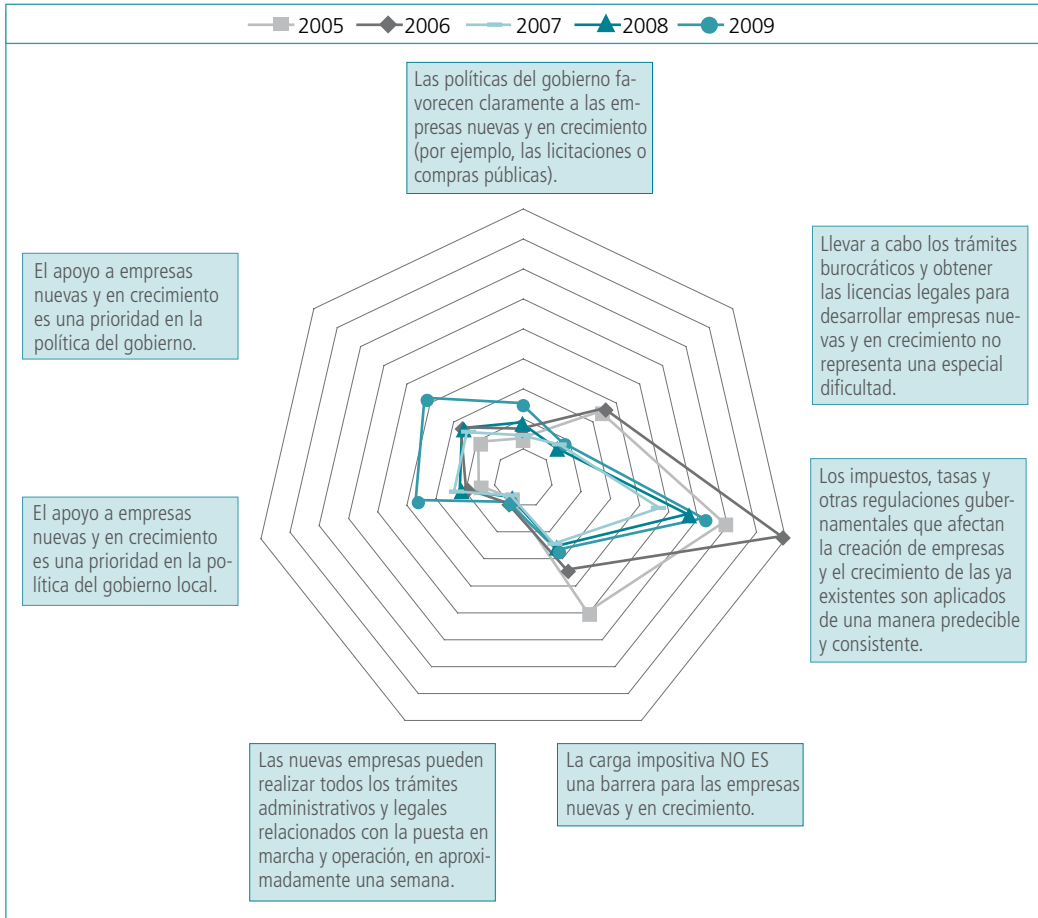 2005 2006 2007 2008 2009
Las políticas del gobierno fa-
vorecen claramente a las em-
presas nuevas y en crecimiento
(por ejemplo, las licitaciones o
compras públicas).
Llevar a cabo los trámites
burocráticos y obtener
las licencias legales para
desarrollar empresas nue-
vas y en crecimiento no
representa una especial
dificultad.
Los impuestos, tasas y
otras regulaciones guber-
namentales que afectan
la creación de empresas
y el crecimiento de las ya
existentes son aplicados
de una manera predecible
y consistente.
La carga impositiva NO ES
una barrera para las empresas
nuevas y en crecimiento.
Las nuevas empresas pueden
realizar todos los trámites
administrativos y legales
relacionados con la puesta en
marcha y operación, en aproxi-
madamente una semana.
El apoyo a empresas
nuevas y en crecimiento
es una prioridad en la po-
lítica del gobierno local.
El apoyo a empresas
nuevas y en crecimiento
es una prioridad en la
política del gobierno.